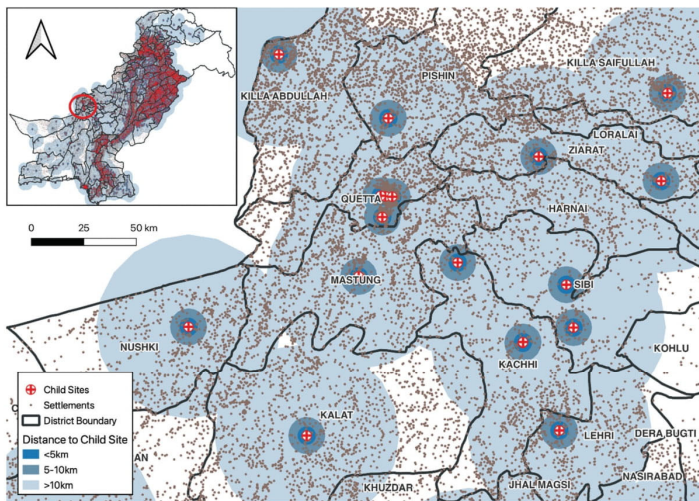 KILLA SAIFULLAH
PISHIN
KILLA ABDULLAH
LORALAI
ZIARAT
QUETTA
HARNAI
0 25 50 km
MASTUNG
SIBI
NUSHKI
KACHHI
KOHLU
KALAT
LEHRI
DERA BUGTI
KHUZDAR
JHAL MAGSI
NASIRABAD
Child Sites
Settlements
District Boundary
Distance to Child Site
<5km
5-10km
>10km